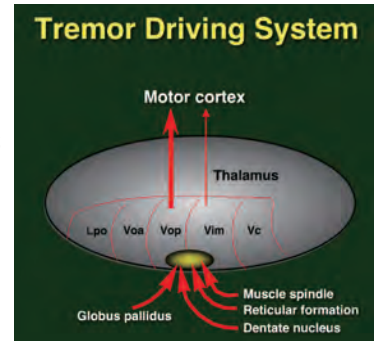 Tremor Driving System
Motor cortex
Thalamus
Lpo Voa Vop Vim Vc
Globus pallidus
Muscle spindle
Reticular formation
Dentate nucleus